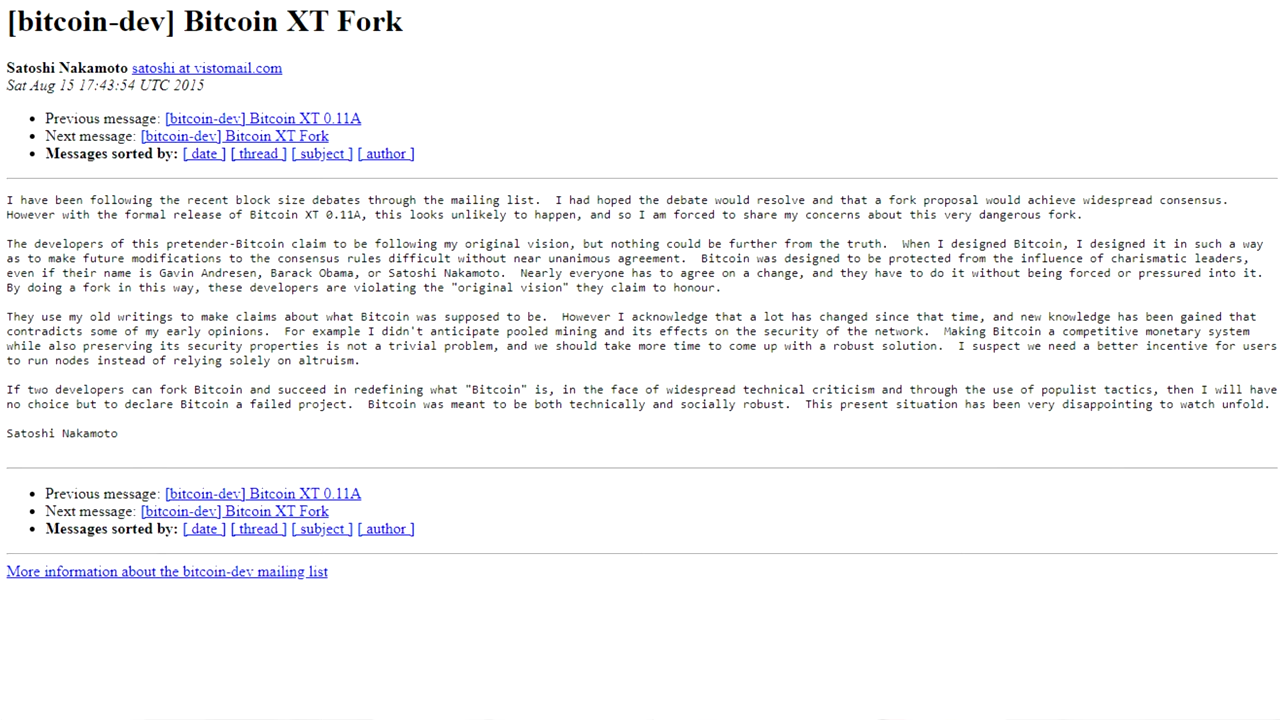 [bitcoin-dev] Bitcoin XT Fork
Satoshi Nakamoto satoshi at vistomail.com
Sat Aug 15 17:43:54 UTC 2015
• Previous message: [bitcoin-dev] Bitcoin XT 0.11A
• Next message: [bitcoin-dev] Bitcoin XT Fork
• Messages sorted by: [ date ] [ thread ] [ subject ] [ author ]
I have been following the recent block size debates through the mailing list.  I had hoped the debate would resolve and that a fork proposal would achieve widespread consensus.
However with the formal release of Bitcoin XT 0.11A, this looks unlikely to happen, and so I am forced to share my concerns about this very dangerous fork.
The developers of this pretender-Bitcoin claim to be following my original vision, but nothing could be further from the truth.  When I designed Bitcoin, I designed it in such a way
as to make future modifications to the consensus rules difficult without near unanimous agreement.  Bitcoin was designed to be protected from the influence of charismatic leaders,
even if their name is Gavin Andresen, Barack Obama, or Satoshi Nakamoto.  Nearly everyone has to agree on a change, and they have to do it without being forced or pressured into it.
By doing a fork in this way, these developers are violating the "original vision" they claim to honour.
They use my old writings to make claims about what Bitcoin was supposed to be.  However I acknowledge that a lot has changed since that time, and new knowledge has been gained that
contradicts some of my early opinions.  For example I didn't anticipate pooled mining and its effects on the security of the network.  Making Bitcoin a competitive monetary system
while also preserving its security properties is not a trivial problem, and we should take more time to come up with a robust solution.  I suspect we need a better incentive for users
to run nodes instead of relying solely on altruism.
If two developers can fork Bitcoin and succeed in redefining what "Bitcoin" is, in the face of widespread technical criticism and through the use of populist tactics, then I will have
no choice but to declare Bitcoin a failed project.  Bitcoin was meant to be both technically and socially robust.  This present situation has been very disappointing to watch unfold.
Satoshi Nakamoto
• Previous message: [bitcoin-dev] Bitcoin XT 0.11A
• Next message: [bitcoin-dev] Bitcoin XT Fork
• Messages sorted by: [ date ] [ thread ] [ subject ] [ author ]
More information about the bitcoin-dev mailing list